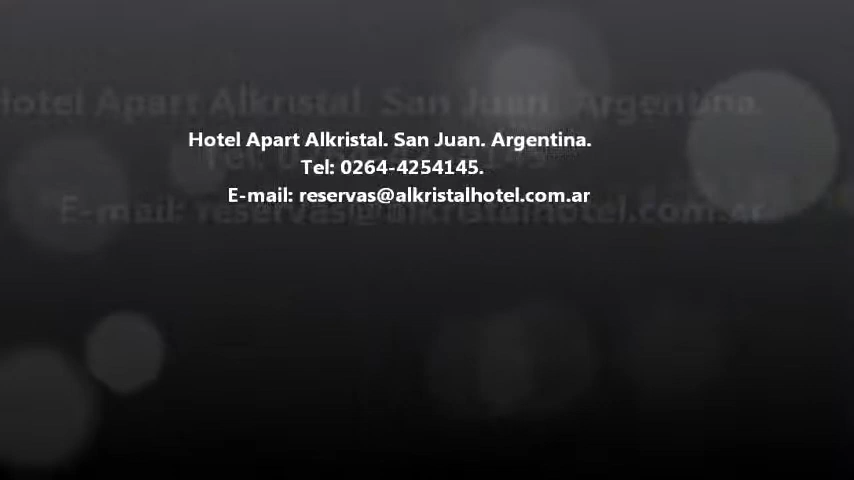 Hotel Apart Alkristal. San Juan. Argentina.
Tel: 0264-4254145.
E-mail: reservas@alkristalhotel.com.ar